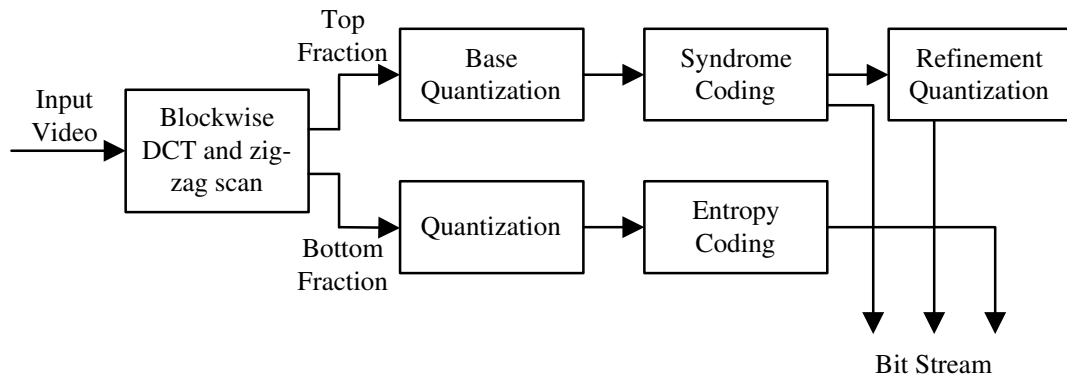 Input
Video
Blockwise
DCT and zig-
zag scan
Top
Fraction
Base
Quantization
Syndrome
Coding
Refinement
Quantization
Bottom
Fraction
Quantization
Entropy
Coding
Bit Stream